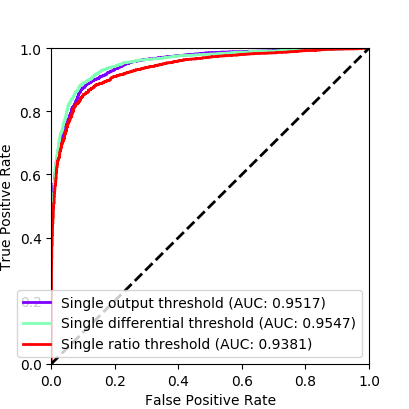 1.0
0.8
0.6
0.4
0.2
0.0
True Positive Rate
Single output threshold (AUC: 0.9517)
Single differential threshold (AUC: 0.9547)
Single ratio threshold (AUC: 0.9381)
0.0 0.2 0.4 0.6 0.8 1.0
False Positive Rate